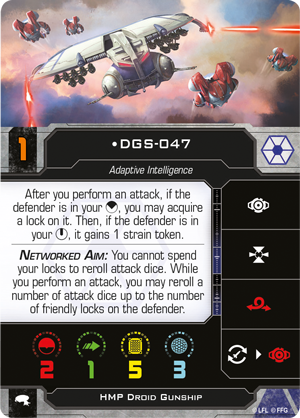 •DGS-047
1
Adaptive Intelligence
After you perform an attack, if the
defender is in your , you may acquire
a lock on it. Then, if the defender is in
your , it gains 1 strain token.
NETWORKED AIM: You cannot spend
your locks to reroll attack dice. While
you perform an attack, you may reroll a
number of attack dice up to the number
of friendly locks on the defender.
2 1 5 3
HMP DROID GUNSHIP
©LFL ©FFG